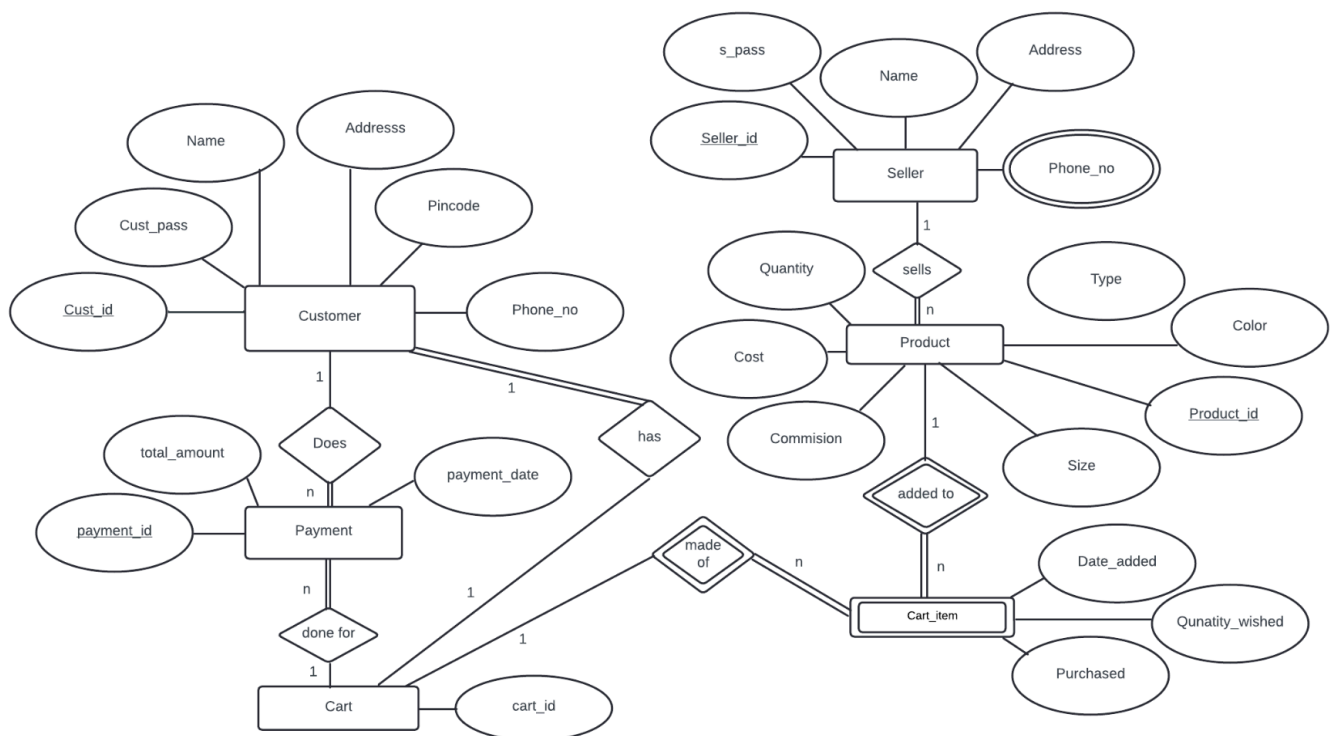 s_pass
Name
Address
Seller_id
Seller
Phone_no
1
sells
n
Name
Addresss
Pincode
Cust_pass
Cust_id
Customer
Phone_no
Quantity
Type
Color
Product
Cost
Product_id
Commision
Size
1
1
1
Does
has
total_amount
payment_date
n
payment_id
Payment
added to
made
of
n
n
n
Date_added
Cart_item
Qunatity_wished
Purchased
1
1
done for
1
Cart
cart_id